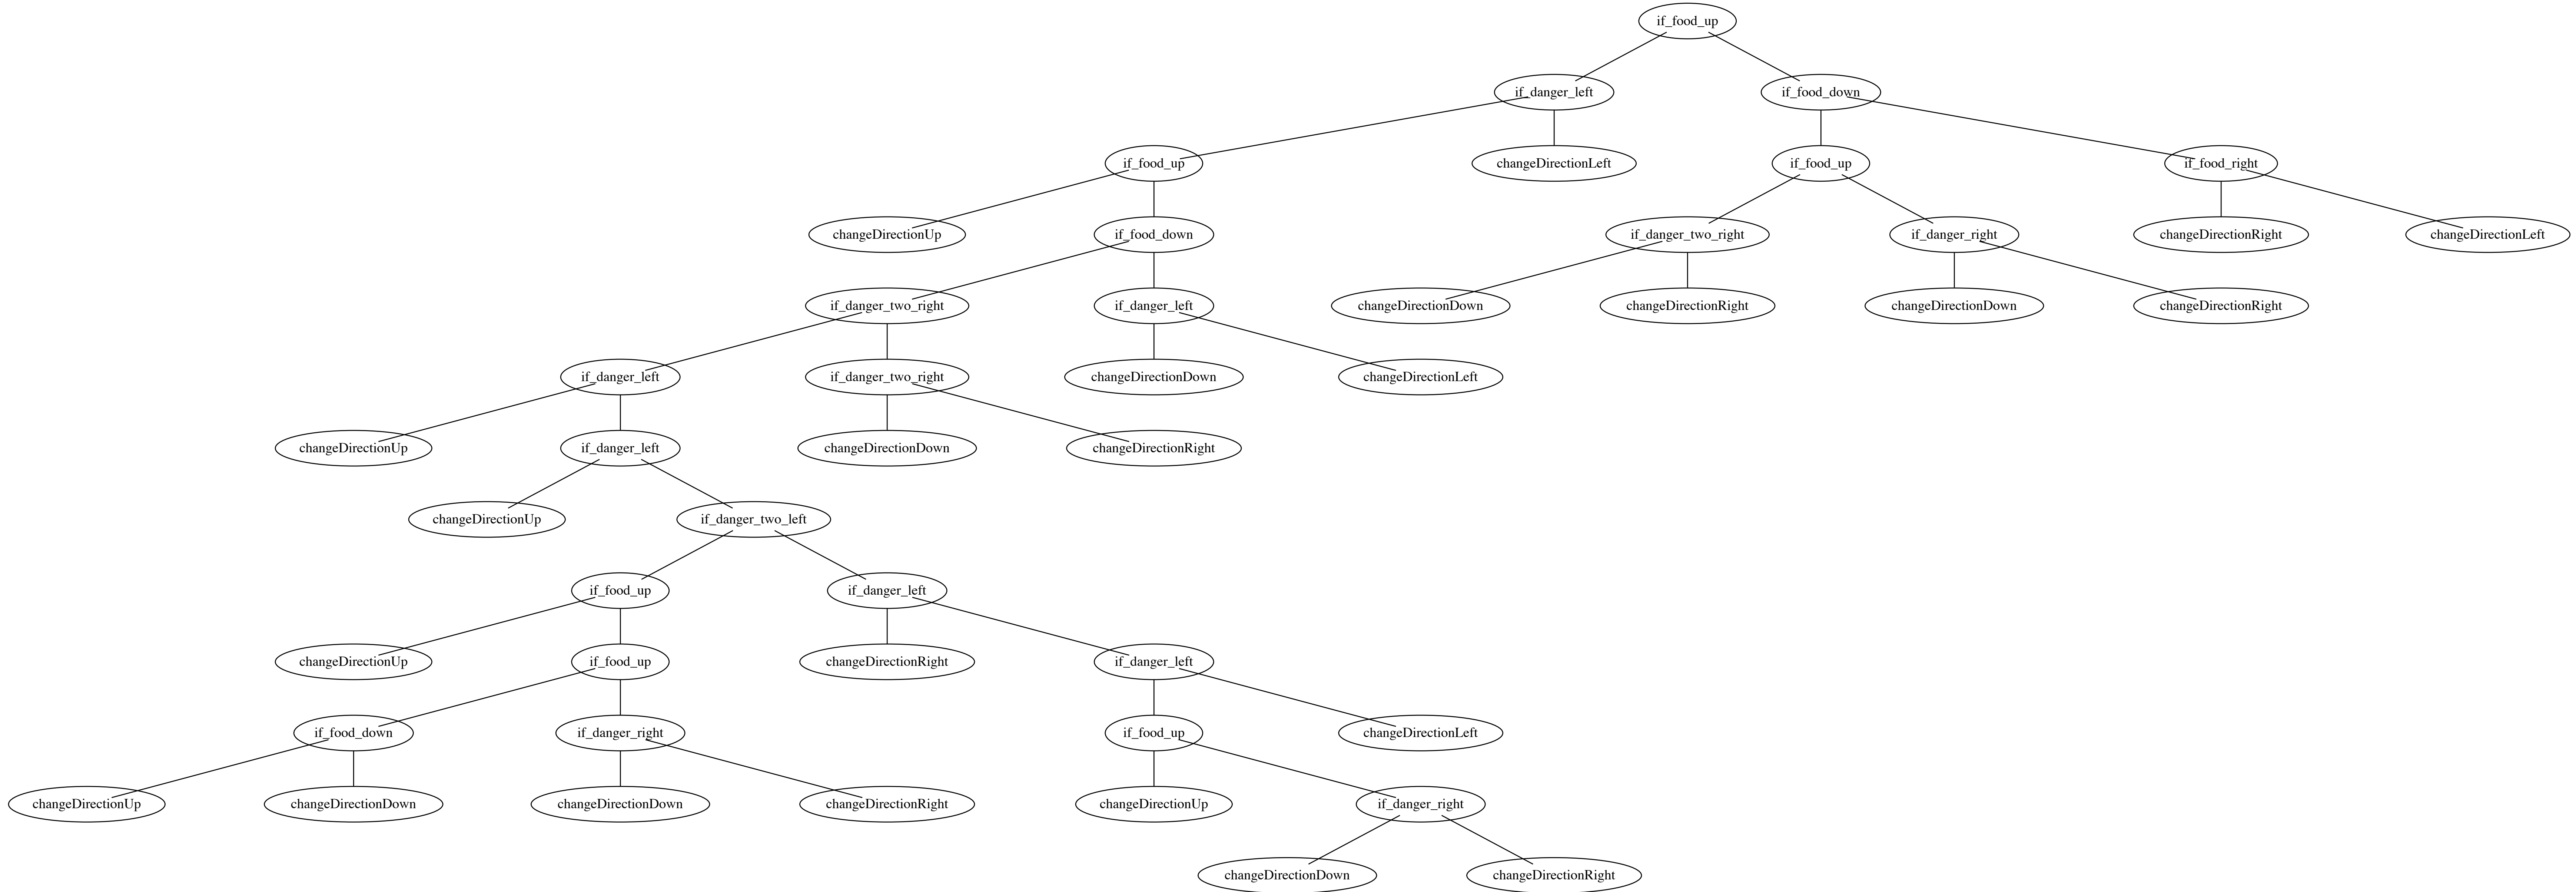 if_food_up
if_danger_left
if_food_down
if_food_up
changeDirectionLeft
if_food_up
if_food_right
changeDirectionUp
if_food_down
if_danger_two_right
if_danger_right
changeDirectionRight
changeDirectionLeft
if_danger_two_right
if_danger_left
changeDirectionDown
changeDirectionRight
changeDirectionDown
changeDirectionRight
if_danger_left
if_danger_two_right
changeDirectionDown
changeDirectionLeft
changeDirectionUp
if_danger_left
changeDirectionDown
changeDirectionRight
changeDirectionUp
if_danger_two_left
if_food_up
if_danger_left
changeDirectionUp
if_food_up
changeDirectionRight
if_danger_left
if_food_down
if_danger_right
if_food_up
changeDirectionLeft
changeDirectionUp
changeDirectionDown
changeDirectionDown
changeDirectionRight
changeDirectionUp
if_danger_right
changeDirectionDown
changeDirectionRight